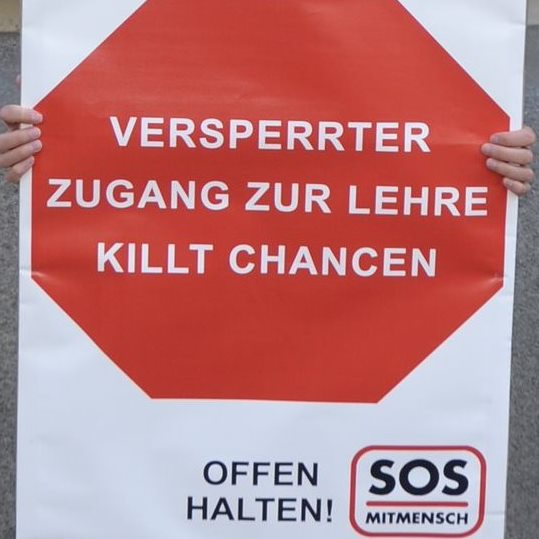 VERSPERRTER
ZUGANG ZUR LEHRE
KILLT CHANCEN
OFFEN
HALTEN!
SOS
MITMENSCH